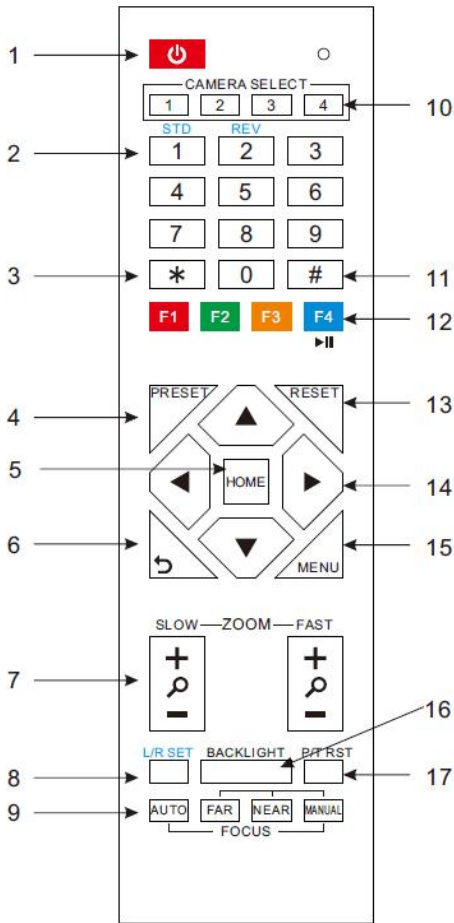 1
CAMERA SELECT
1 2 3 4 10
STD REV
2 1 2 3
4 5 6
7 8 9
3 * 0 # 11
F1 F2 F3 F4 12
PRESET RESET
4 13
5 HOME 14
6 MENU 15
SLOW ZOOM FAST
+ +
7
- -
16
L/R SET BACKLIGHT P/T RST
8 17
9 AUTO FAR NEAR MANUAL
FOCUS